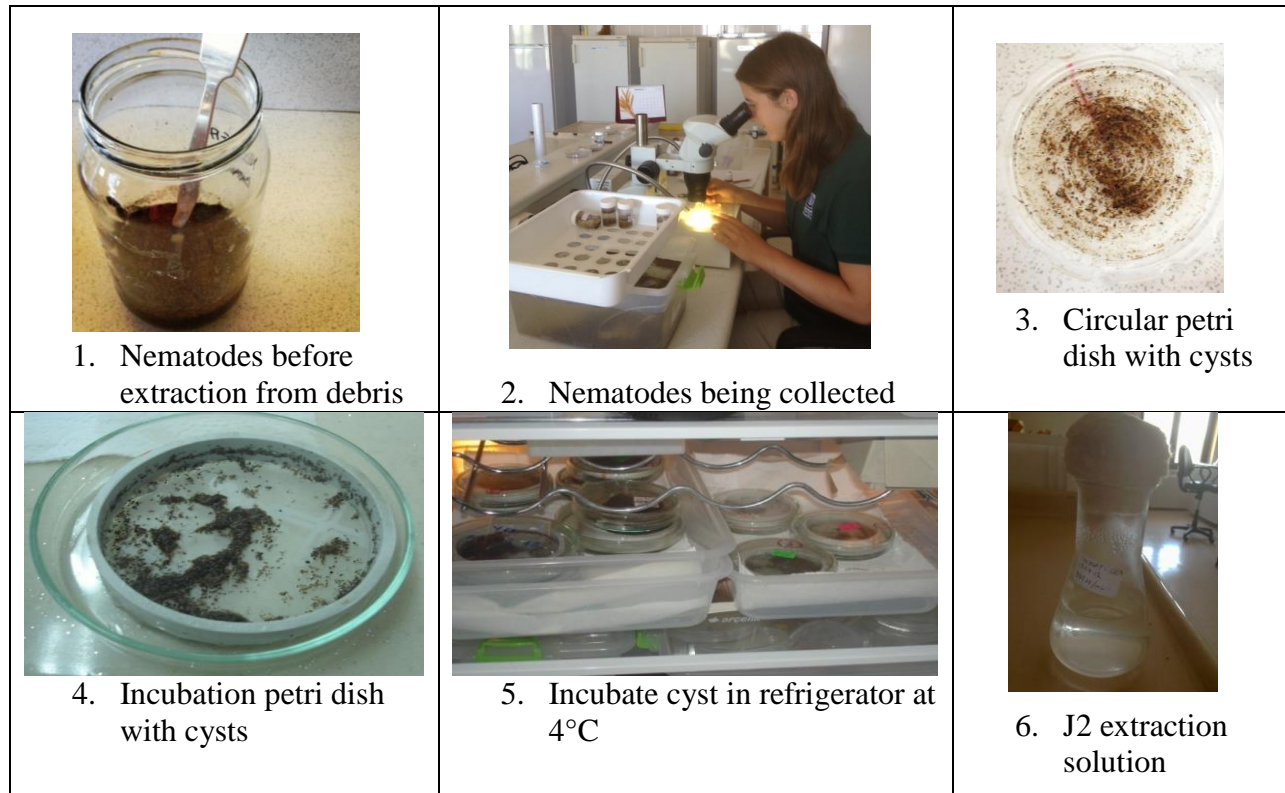 1. Nematodes before
extraction from debris
2. Nematodes being collected
3. Circular petri
dish with cysts
4. Incubation petri dish
with cysts
arçelik
5. Incubate cyst in refrigerator at
4°C
6. J2 extraction
solution